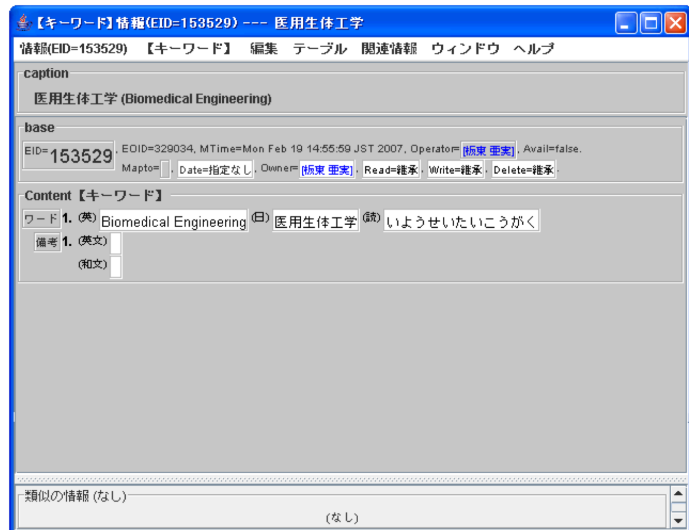 【キーワード】情報(EID=153529) --- 医用生体工学
情報(EID=153529) 【キーワード】 編集 テーブル 関連情報 ウィンドウ ヘルプ
caption
医用生体工学 (Biomedical Engineering)
base
EID=153529, EOID=329034, MTime=Mon Feb 19 14:55:59 JST 2007, Operator=[板東 亜実], Avail=false.
Mapto= , Date=指定なし, Owner=[板東 亜実], Read=継承, Write=継承, Delete=継承.
Content【キーワード】
ワード 1. (英) Biomedical Engineering (日) 医用生体工学 (読) いようせいたいこうがく
備考 1. (英文)
(和文)
類似の情報 (なし)
(なし)